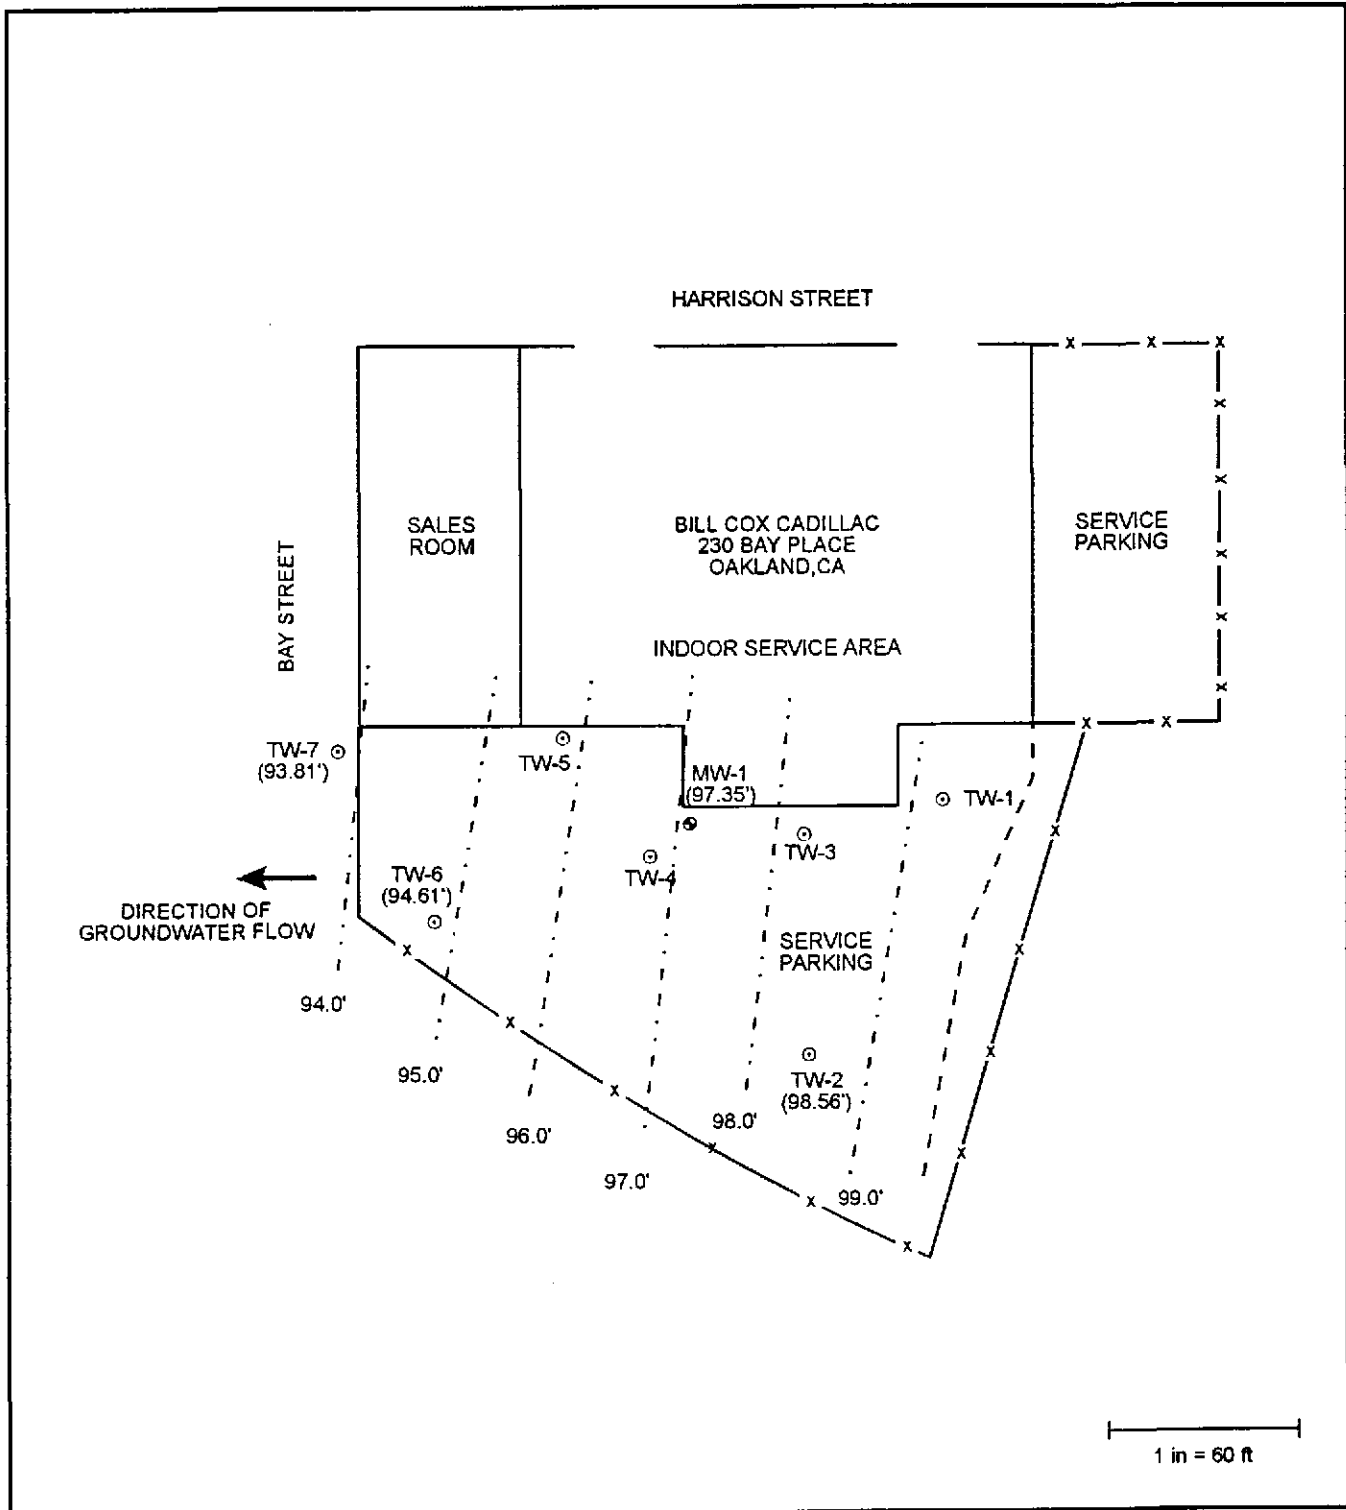 HARRISON STREET
SALES
ROOM
BILL COX CADILLAC
230 BAY PLACE
OAKLAND,CA
SERVICE
PARKING
BAY STREET
INDOOR SERVICE AREA
TW-7
(93.81')
TW-5
MW-1
(97.35')
TW-1
TW-3
TW-4
TW-6
(94.61')
DIRECTION OF
GROUNDWATER FLOW
SERVICE
PARKING
94.0'
95.0'
TW-2
(98.56')
96.0'
98.0'
97.0'
99.0'
1 in = 60 ft